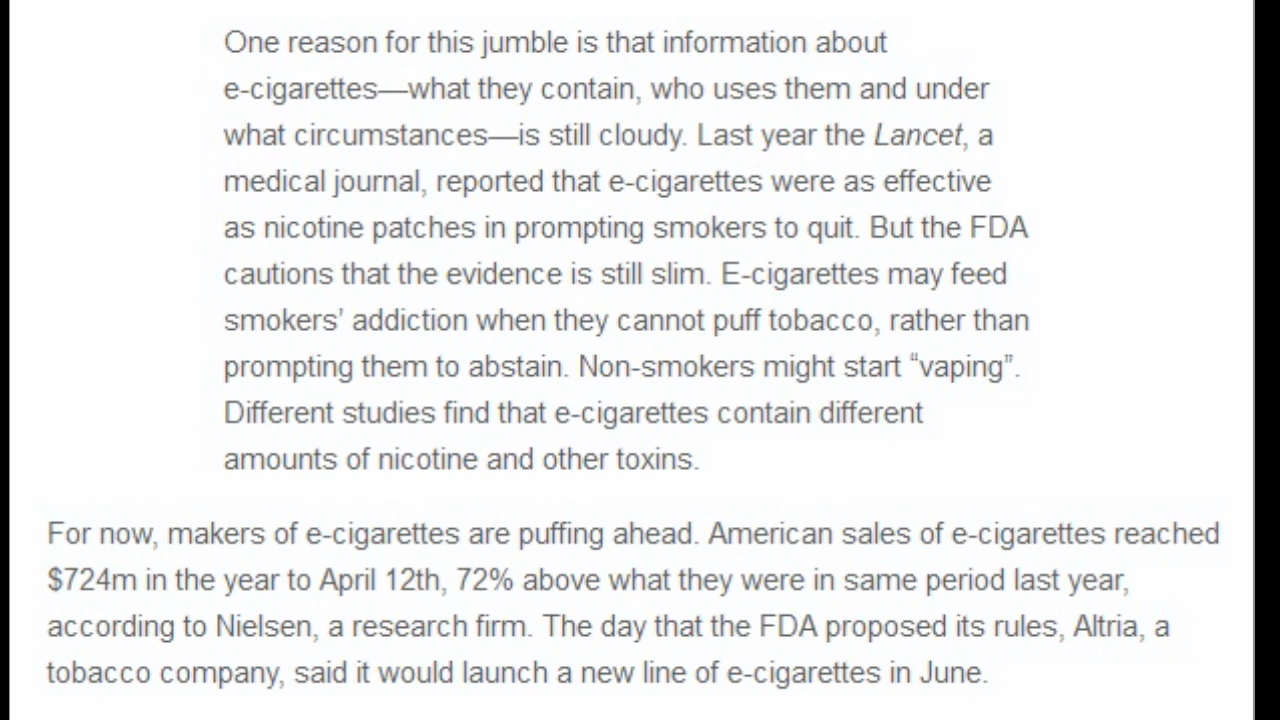 One reason for this jumble is that information about
e-cigarettes—what they contain, who uses them and under
what circumstances—is still cloudy. Last year the Lancet, a
medical journal, reported that e-cigarettes were as effective
as nicotine patches in prompting smokers to quit. But the FDA
cautions that the evidence is still slim. E-cigarettes may feed
smokers’ addiction when they cannot puff tobacco, rather than
prompting them to abstain. Non-smokers might start “vaping”.
Different studies find that e-cigarettes contain different
amounts of nicotine and other toxins.
For now, makers of e-cigarettes are puffing ahead. American sales of e-cigarettes reached
$724m in the year to April 12th, 72% above what they were in same period last year,
according to Nielsen, a research firm. The day that the FDA proposed its rules, Altria, a
tobacco company, said it would launch a new line of e-cigarettes in June.